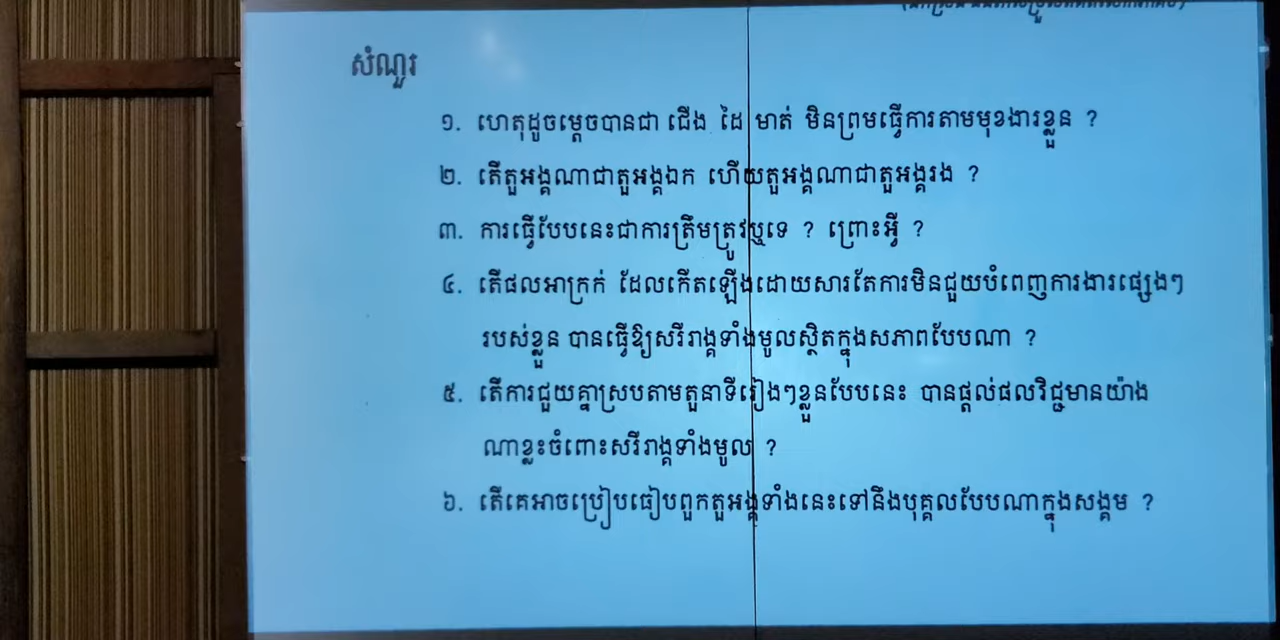 សំណួរ
១. ហេតុដូចម្ដេចបានជា ជើង ដៃ មាត់ មិនព្រមធ្វើការតាមមុខងារខ្លួន ?
២. តើតួអង្គណាជាតួអង្គឯក ហើយតួអង្គណាជាតួអង្គរង ?
៣. ការធ្វើបែបនេះជាការត្រឹមត្រូវឬទេ ? ព្រោះអ្វី ?
៤. តើផលអាក្រក់ ដែលកើតឡើងដោយសារតែការមិនជួយបំពេញការងារផ្សេងៗ
របស់ខ្លួន បានធ្វើឱ្យសរីរាង្គទាំងមូលស្ថិតក្នុងសភាពបែបណា ?
៥. តើការជួយគ្នាស្របតាមតួនាទីរៀងៗខ្លួនបែបនេះ បានផ្ដល់ផលវិជ្ជមានយ៉ាង
ណាខ្លះចំពោះសរីរាង្គទាំងមូល ?
៦. តើគេអាចប្រៀបធៀបពួកតួអង្គទាំងនេះទៅនឹងបុគ្គលបែបណាក្នុងសង្គម ?